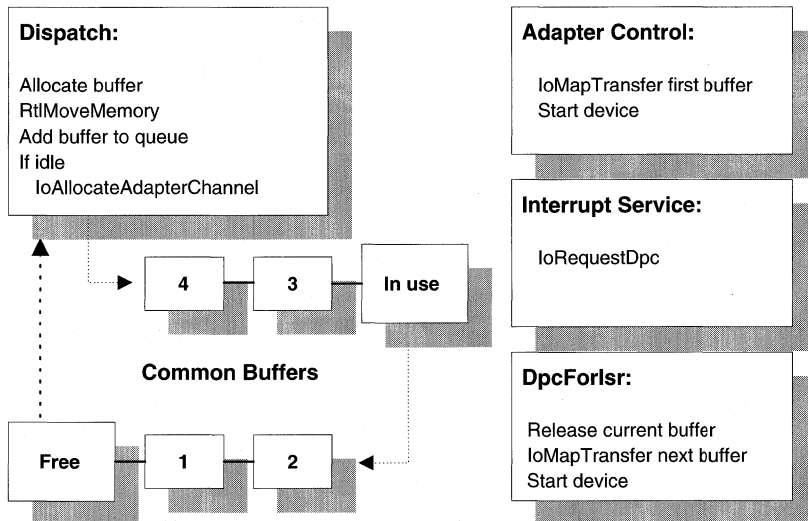 Dispatch:
Allocate buffer
RtlMoveMemory
Add buffer to queue
If idle
IoAllocateAdapterChannel
4
3
In use
Common Buffers
Free
1
2
Adapter Control:
IoMapTransfer first buffer
Start device
Interrupt Service:
IoRequestDpc
DpcForIsr:
Release current buffer
IoMapTransfer next buffer
Start device